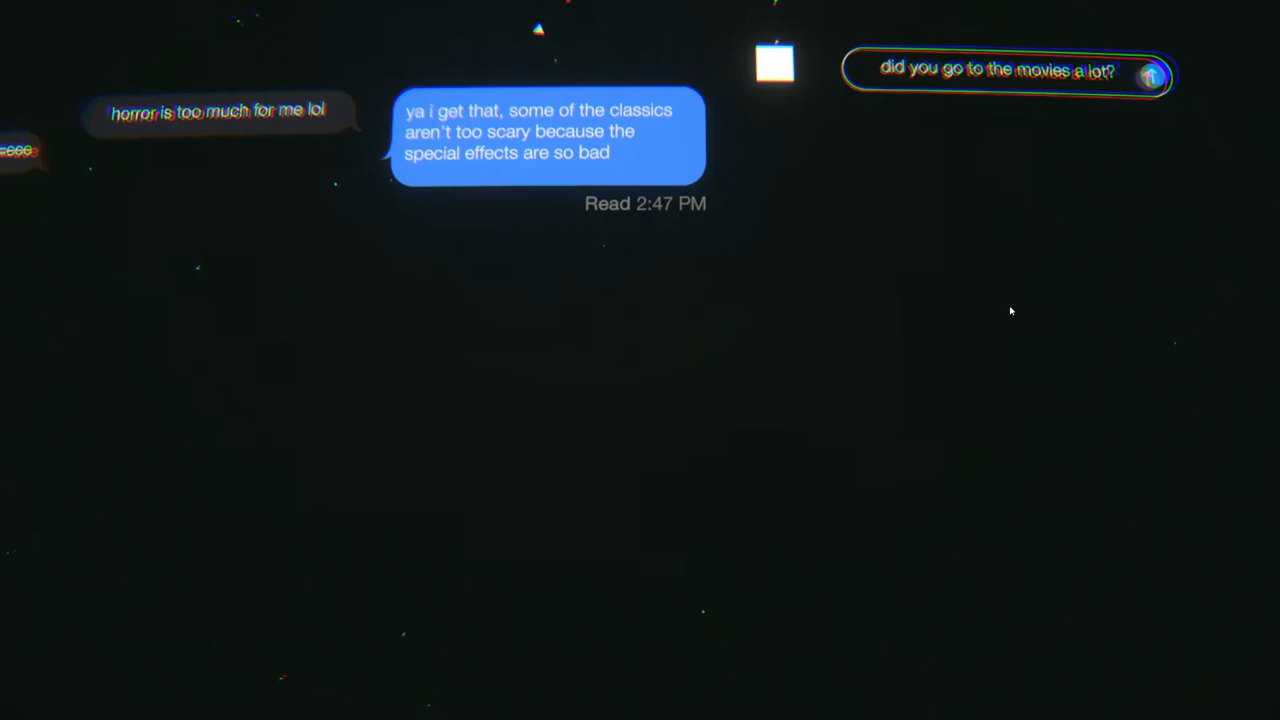 horror is too much for me lol
ya i get that, some of the classics
aren't too scary because the
special effects are so bad
Read 2:47 PM
did you go to the movies a lot?